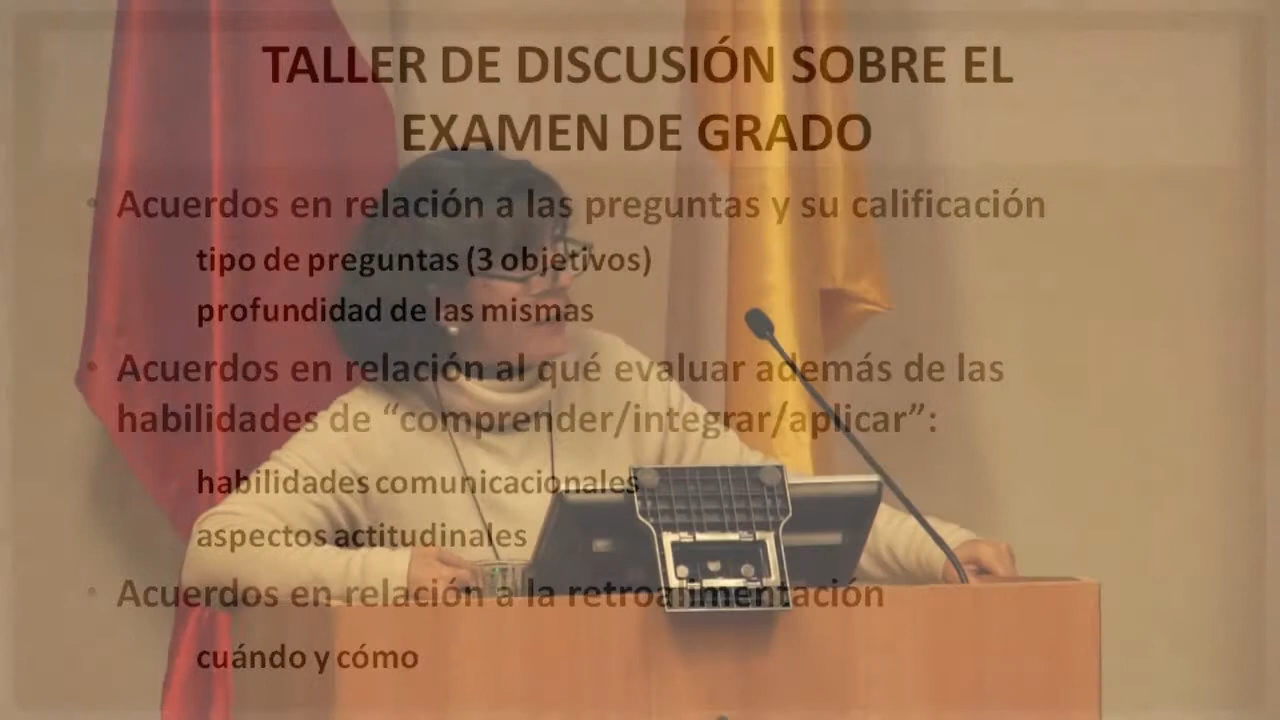 TALLER DE DISCUSIÓN SOBRE EL
EXAMEN DE GRADO
• Acuerdos en relación a las preguntas y su calificación
tipo de preguntas (3 objetivos)
profundidad de las mismas
• Acuerdos en relación al qué evaluar además de las
habilidades de “comprender/integrar/aplicar”:
habilidades comunicacionales
aspectos actitudinales
• Acuerdos en relación a la retroalimentación
cuándo y cómo